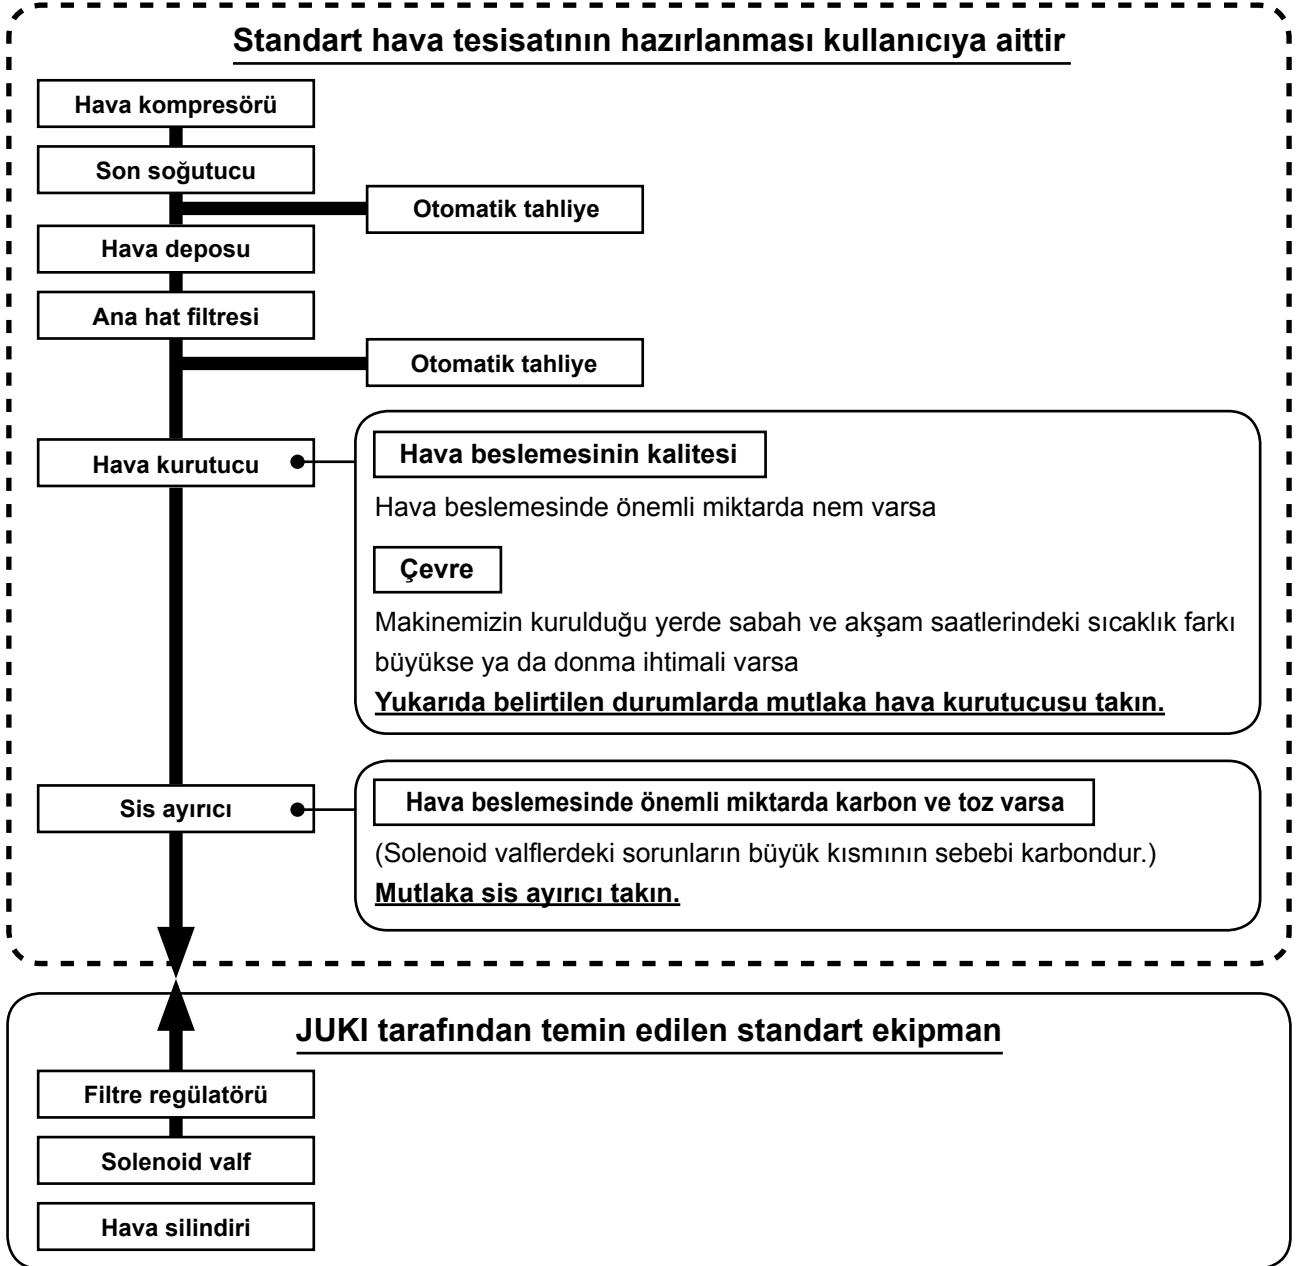 Standart hava tesisatının hazırlanması kullanıcıya aittir
Hava kompresörü
Son soğutucu
Otomatik tahliye
Hava deposu
Ana hat filtresi
Otomatik tahliye
Hava kurutucu
Hava beslemesinin kalitesi
Hava beslemesinde önemli miktarda nem varsa
Çevre
Makinemizin kurulduğu yerde sabah ve akşam saatlerindeki sıcaklık farkı
büyükse ya da donma ihtimali varsa
Yukarıda belirtilen durumlarda mutlaka hava kurutucusu takın.
Sis ayırıcı
Hava beslemesinde önemli miktarda karbon ve toz varsa
(Solenoid valflerdeki sorunların büyük kısmının sebebi karbondur.)
Mutlaka sis ayırıcı takın.
JUKI tarafından temin edilen standart ekipman
Filtre regülatörü
Solenoid valf
Hava silindiri